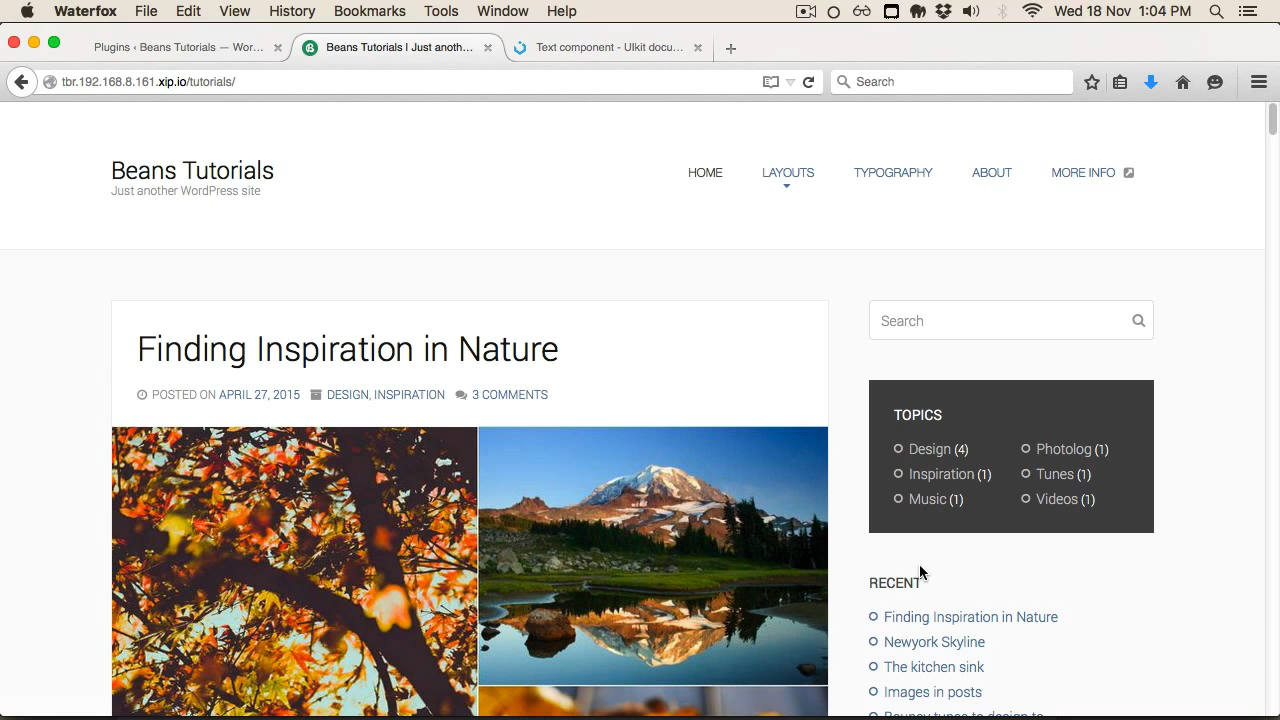 Waterfox File Edit View History Bookmarks Tools Window Help Wed 18 Nov 1:04 PM
Plugins ‹ Beans Tutorials — Wor... Beans Tutorials | Just anoth... Text component - UIkit docu...
tbr.192.168.8.161.xip.io/tutorials/ Search
Beans Tutorials
Just another WordPress site
HOME LAYOUTS TYPOGRAPHY ABOUT MORE INFO
Finding Inspiration in Nature
POSTED ON APRIL 27, 2015 DESIGN, INSPIRATION 3 COMMENTS
Search
TOPICS
Design (4) Photolog (1)
Inspiration (1) Tunes (1)
Music (1) Videos (1)
RECENT
Finding Inspiration in Nature
Newyork Skyline
The kitchen sink
Images in posts